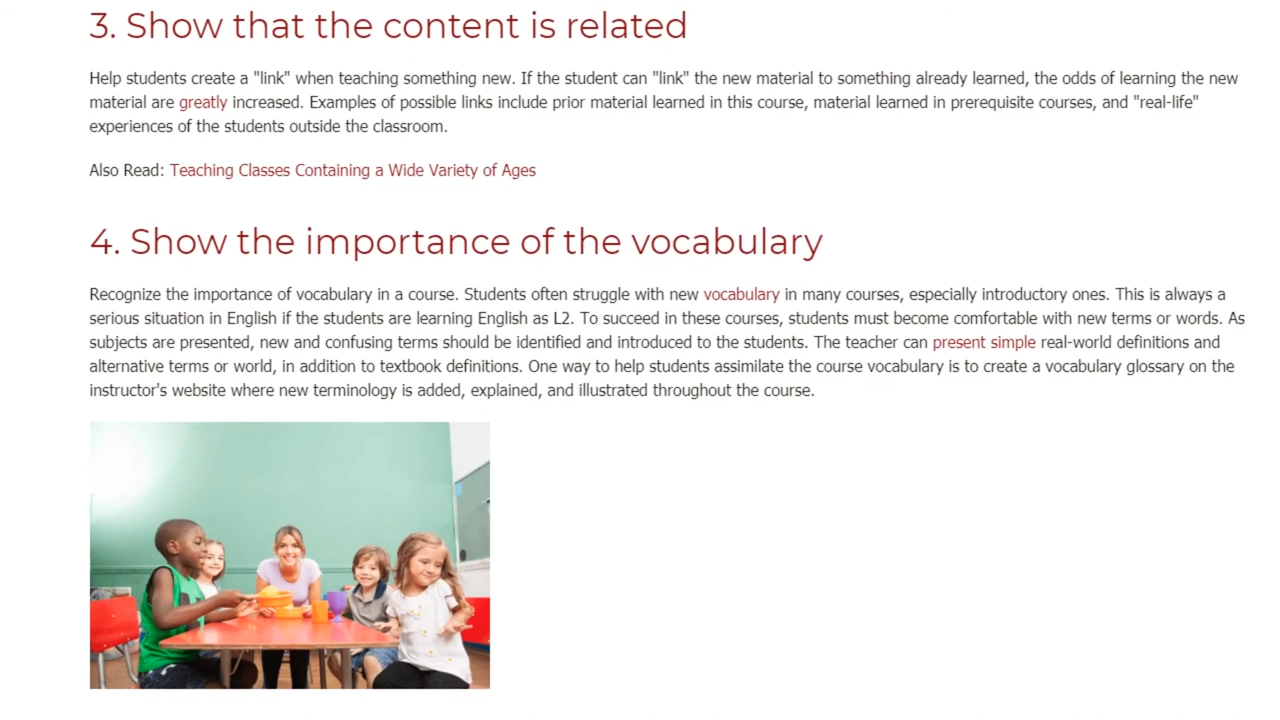 3. Show that the content is related
Help students create a "link" when teaching something new. If the student can "link" the new material to something already learned, the odds of learning the new
material are greatly increased. Examples of possible links include prior material learned in this course, material learned in prerequisite courses, and "real-life"
experiences of the students outside the classroom.
Also Read: Teaching Classes Containing a Wide Variety of Ages
4. Show the importance of the vocabulary
Recognize the importance of vocabulary in a course. Students often struggle with new vocabulary in many courses, especially introductory ones. This is always a
serious situation in English if the students are learning English as L2. To succeed in these courses, students must become comfortable with new terms or words. As
subjects are presented, new and confusing terms should be identified and introduced to the students. The teacher can present simple real-world definitions and
alternative terms or world, in addition to textbook definitions. One way to help students assimilate the course vocabulary is to create a vocabulary glossary on the
instructor's website where new terminology is added, explained, and illustrated throughout the course.